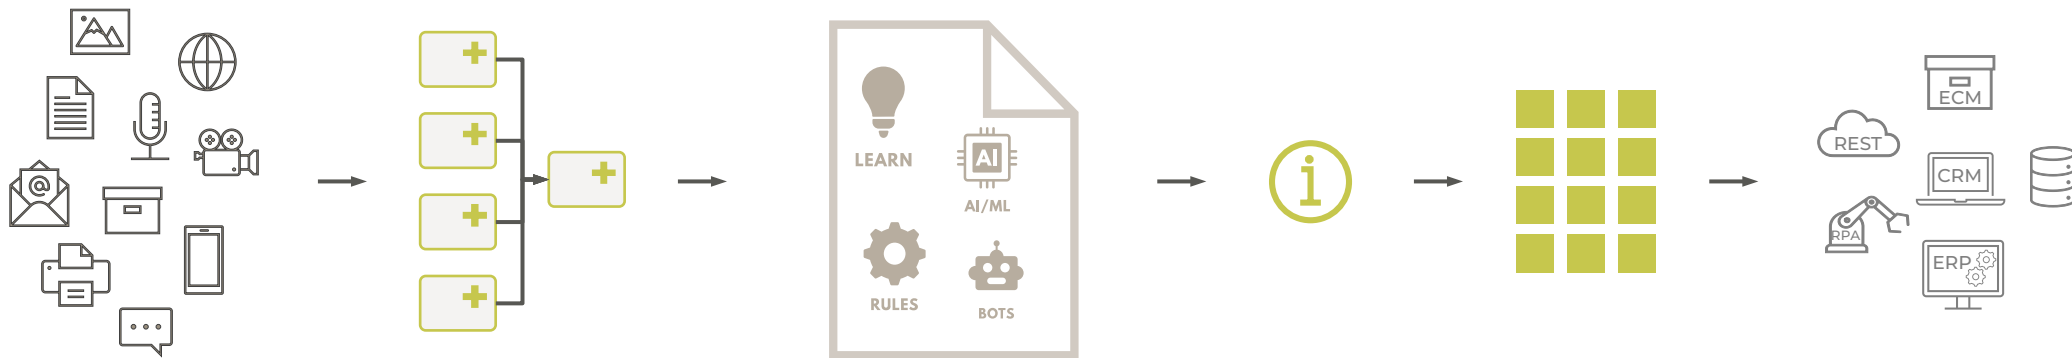 LEARN
AI
AI/ML
RULES
BOTS
i
ECM
REST
CRM
RPA
ERP